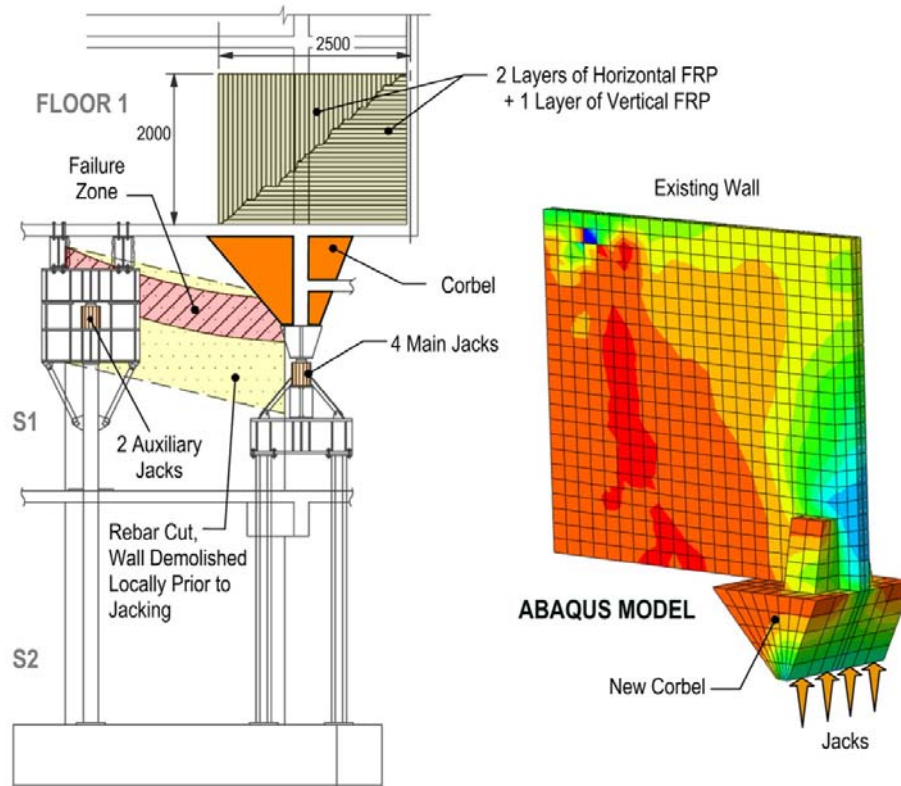 2500
2 Layers of Horizontal FRP
+ 1 Layer of Vertical FRP
FLOOR 1
2000
Failure
Zone
Existing Wall
Corbel
4 Main Jacks
S1
2 Auxiliary
Jacks
Rebar Cut,
Wall Demolished
Locally Prior to
Jacking
ABAQUS MODEL
S2
New Corbel
Jacks